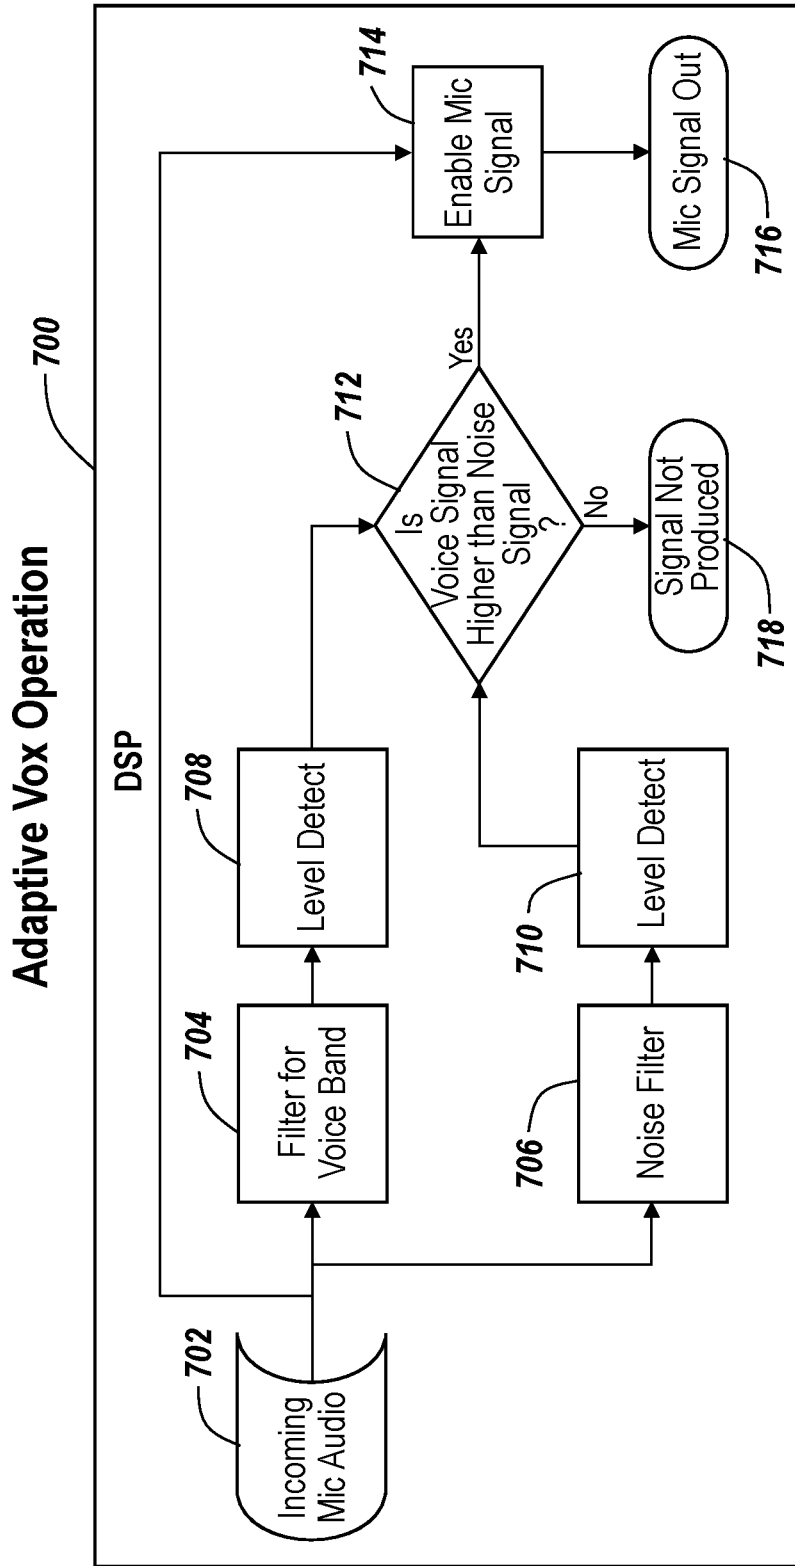 Adaptive Vox Operation
700
DSP
702
Incoming
Mic Audio
704
Filter for
Voice Band
708
Level Detect
706
Noise Filter
710
Level Detect
712
Is
Voice Signal
Higher than Noise
Signal
?
Yes
No
714
Enable Mic
Signal
Mic Signal Out
716
Signal Not
Produced
718